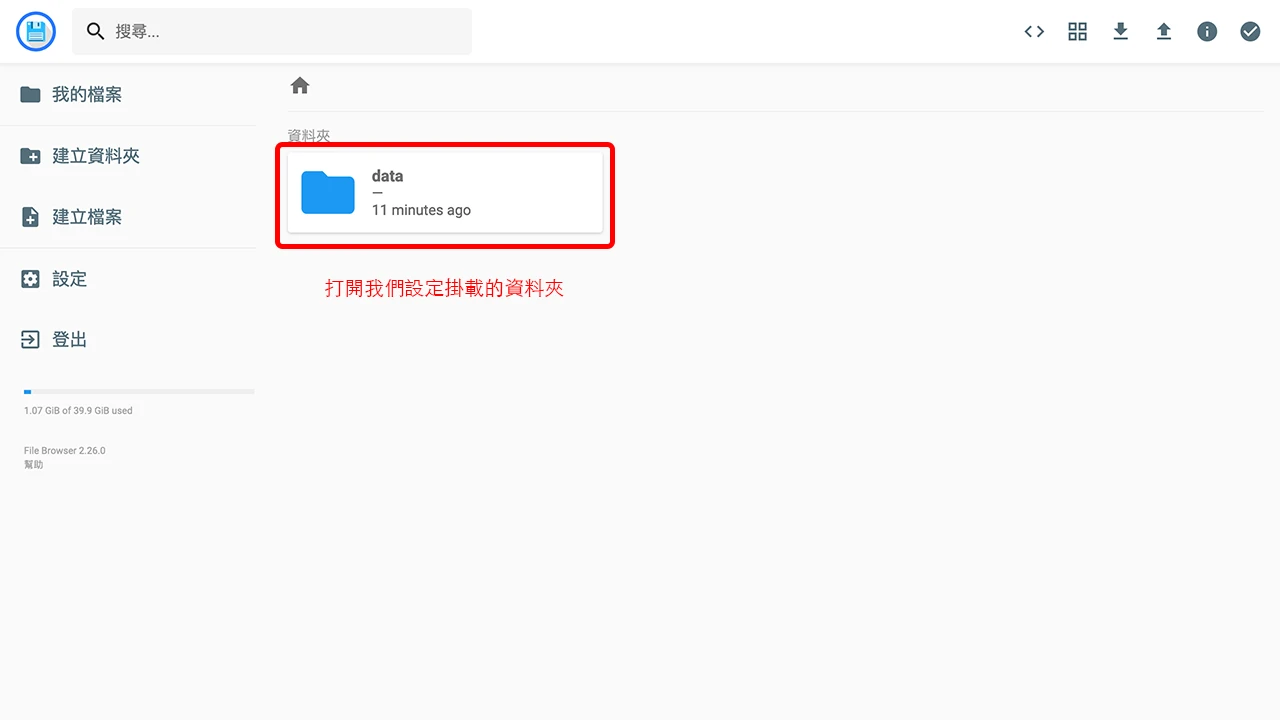 搜尋...
我的檔案
建立資料夾
建立檔案
設定
登出
1.07 GiB of 39.9 GiB used
File Browser 2.26.0
幫助
資料夾
data
—
11 minutes ago
打開我們設定掛載的資料夾